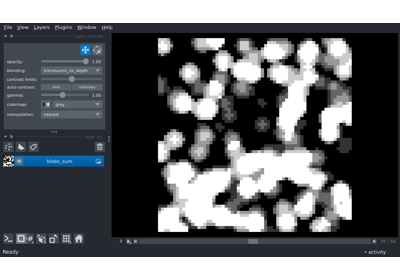 File View Layers Plugins Window Help
opacity: 1.00
blending: translucent_no_depth
contrast limits:
auto-contrast: once continuous
gamma: 1.00
colormap: gray
interpolation: nearest
blobs_sum
Ready
activity